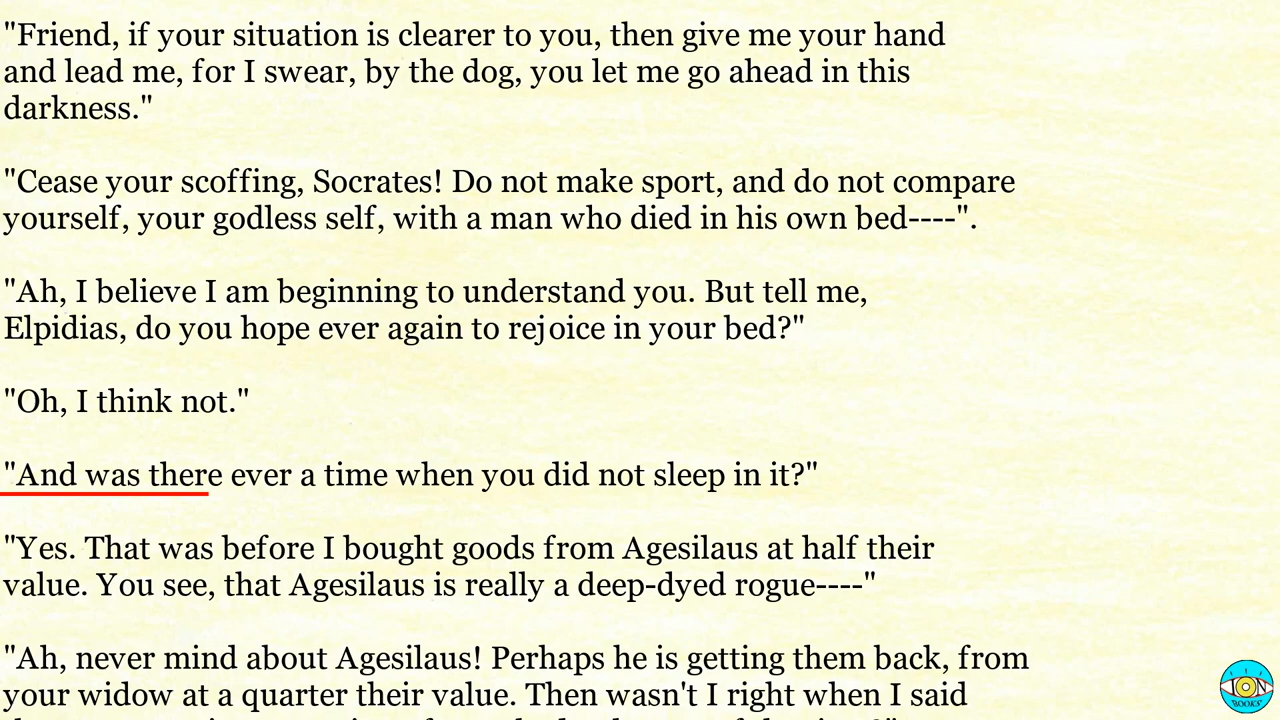 "Friend, if your situation is clearer to you, then give me your hand
and lead me, for I swear, by the dog, you let me go ahead in this
darkness."
"Cease your scoffing, Socrates! Do not make sport, and do not compare
yourself, your godless self, with a man who died in his own bed----".
"Ah, I believe I am beginning to understand you. But tell me,
Elpidias, do you hope ever again to rejoice in your bed?"
"Oh, I think not."
"And was there ever a time when you did not sleep in it?"
"Yes. That was before I bought goods from Agesilaus at half their
value. You see, that Agesilaus is really a deep-dyed rogue----"
"Ah, never mind about Agesilaus! Perhaps he is getting them back, from
your widow at a quarter their value. Then wasn't I right when I said
ION
BOOKS